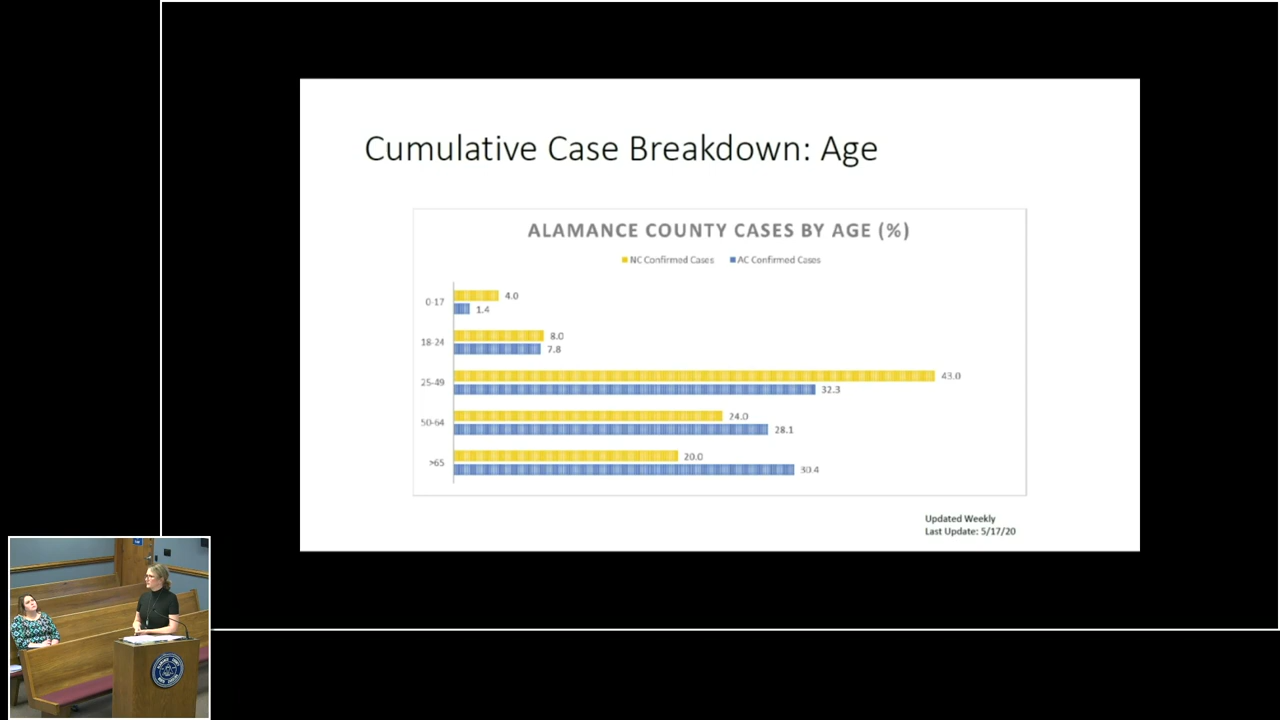 Cumulative Case Breakdown: Age
ALAMANCE COUNTY CASES BY AGE (%)
NC Confirmed Cases AC Confirmed Cases
0-17 4.0
1.4
18-24 8.0
7.8
25-49 43.0
32.3
50-64 24.0
28.1
>65 20.0
30.4
Updated Weekly
Last Update: 5/17/20